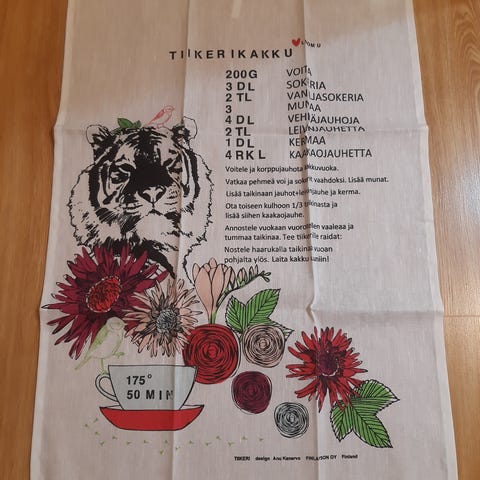 TIIKERIKAKKU
200G VOITA
3 DL SOKERIA
2 TL VANILJASOKERIA
3 MUNAA
4 DL VEHNÄJAUHOJA
2 TL LEIVINJAUHETTA
1 DL KERMAA
4 RKL KAAKAOJAUHETTA
Voitele ja korppujauhota kakkuvuoka.
Vatkaa pehmeä voi ja sokerit vaahdoksi. Lisää munat.
Lisää taikinaan jauhot+leivinjauhe ja kerma.
Ota toiseen kulhoon 1/3 taikinasta ja
lisää siihen kaakaojauhe.
Annostele vuokaan vuorotellen vaaleaa ja
tummaa taikinaa. Tee tiikerille raidat:
Nostele haarukalla taikinaa vuoan
pohjalta ylös. Laita kakku uuniin!
175°
50 MIN
TIIKERI design Anu Kanervo FINLAYSON OY Finland